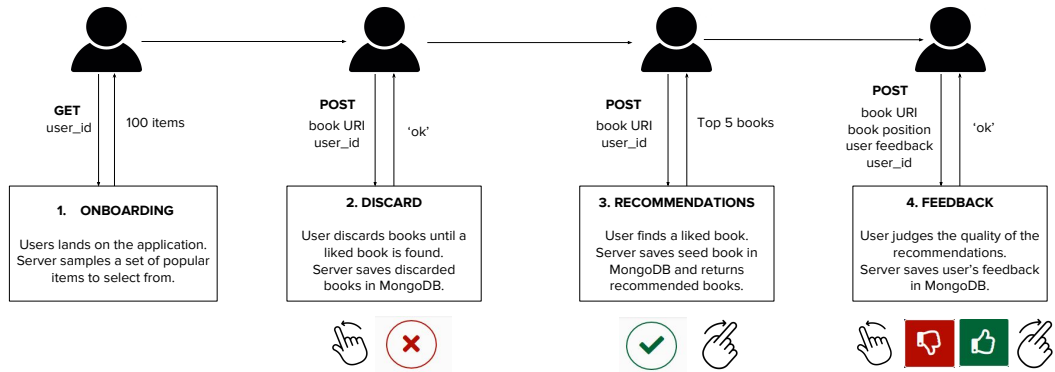 GET
user_id
100 items
1. ONBOARDING
Users lands on the application.
Server samples a set of popular
items to select from.
POST
book URI
user_id
‘ok’
2. DISCARD
User discards books until a
liked book is found.
Server saves discarded
books in MongoDB.
POST
book URI
user_id
Top 5 books
3. RECOMMENDATIONS
User finds a liked book.
Server saves seed book in
MongoDB and returns
recommended books.
POST
book URI
book position
user feedback
user_id
‘ok’
4. FEEDBACK
User judges the quality of the
recommendations.
Server saves user’s feedback
in MongoDB.